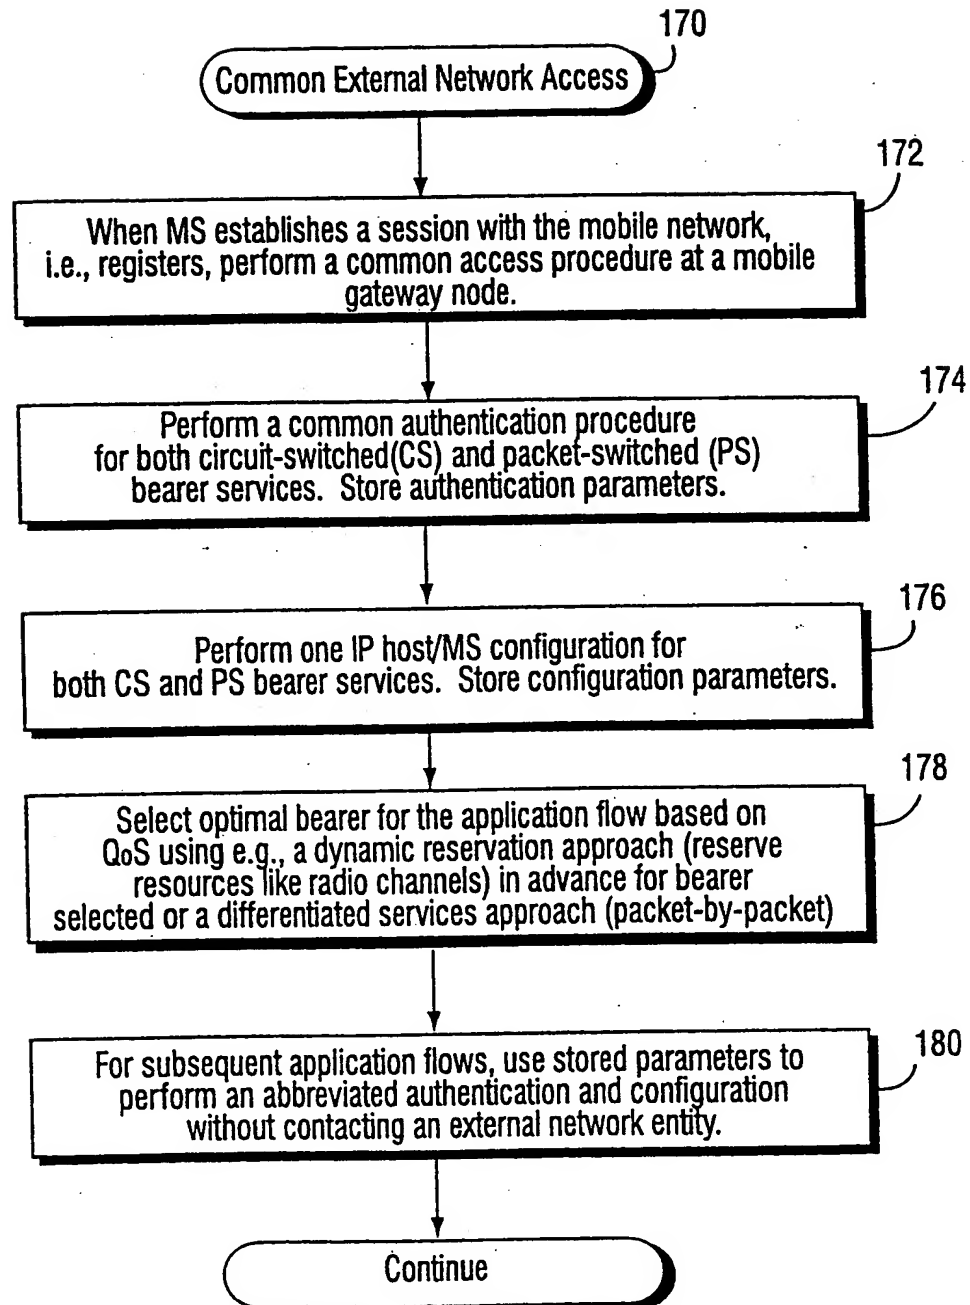 170
Common External Network Access
172
When MS establishes a session with the mobile network,
i.e., registers, perform a common access procedure at a mobile
gateway node.
174
Perform a common authentication procedure
for both circuit-switched(CS) and packet-switched (PS)
bearer services. Store authentication parameters.
176
Perform one IP host/MS configuration for
both CS and PS bearer services. Store configuration parameters.
178
Select optimal bearer for the application flow based on
QoS using e.g., a dynamic reservation approach (reserve
resources like radio channels) in advance for bearer
selected or a differentiated services approach (packet-by-packet)
180
For subsequent application flows, use stored parameters to
perform an abbreviated authentication and configuration
without contacting an external network entity.
Continue